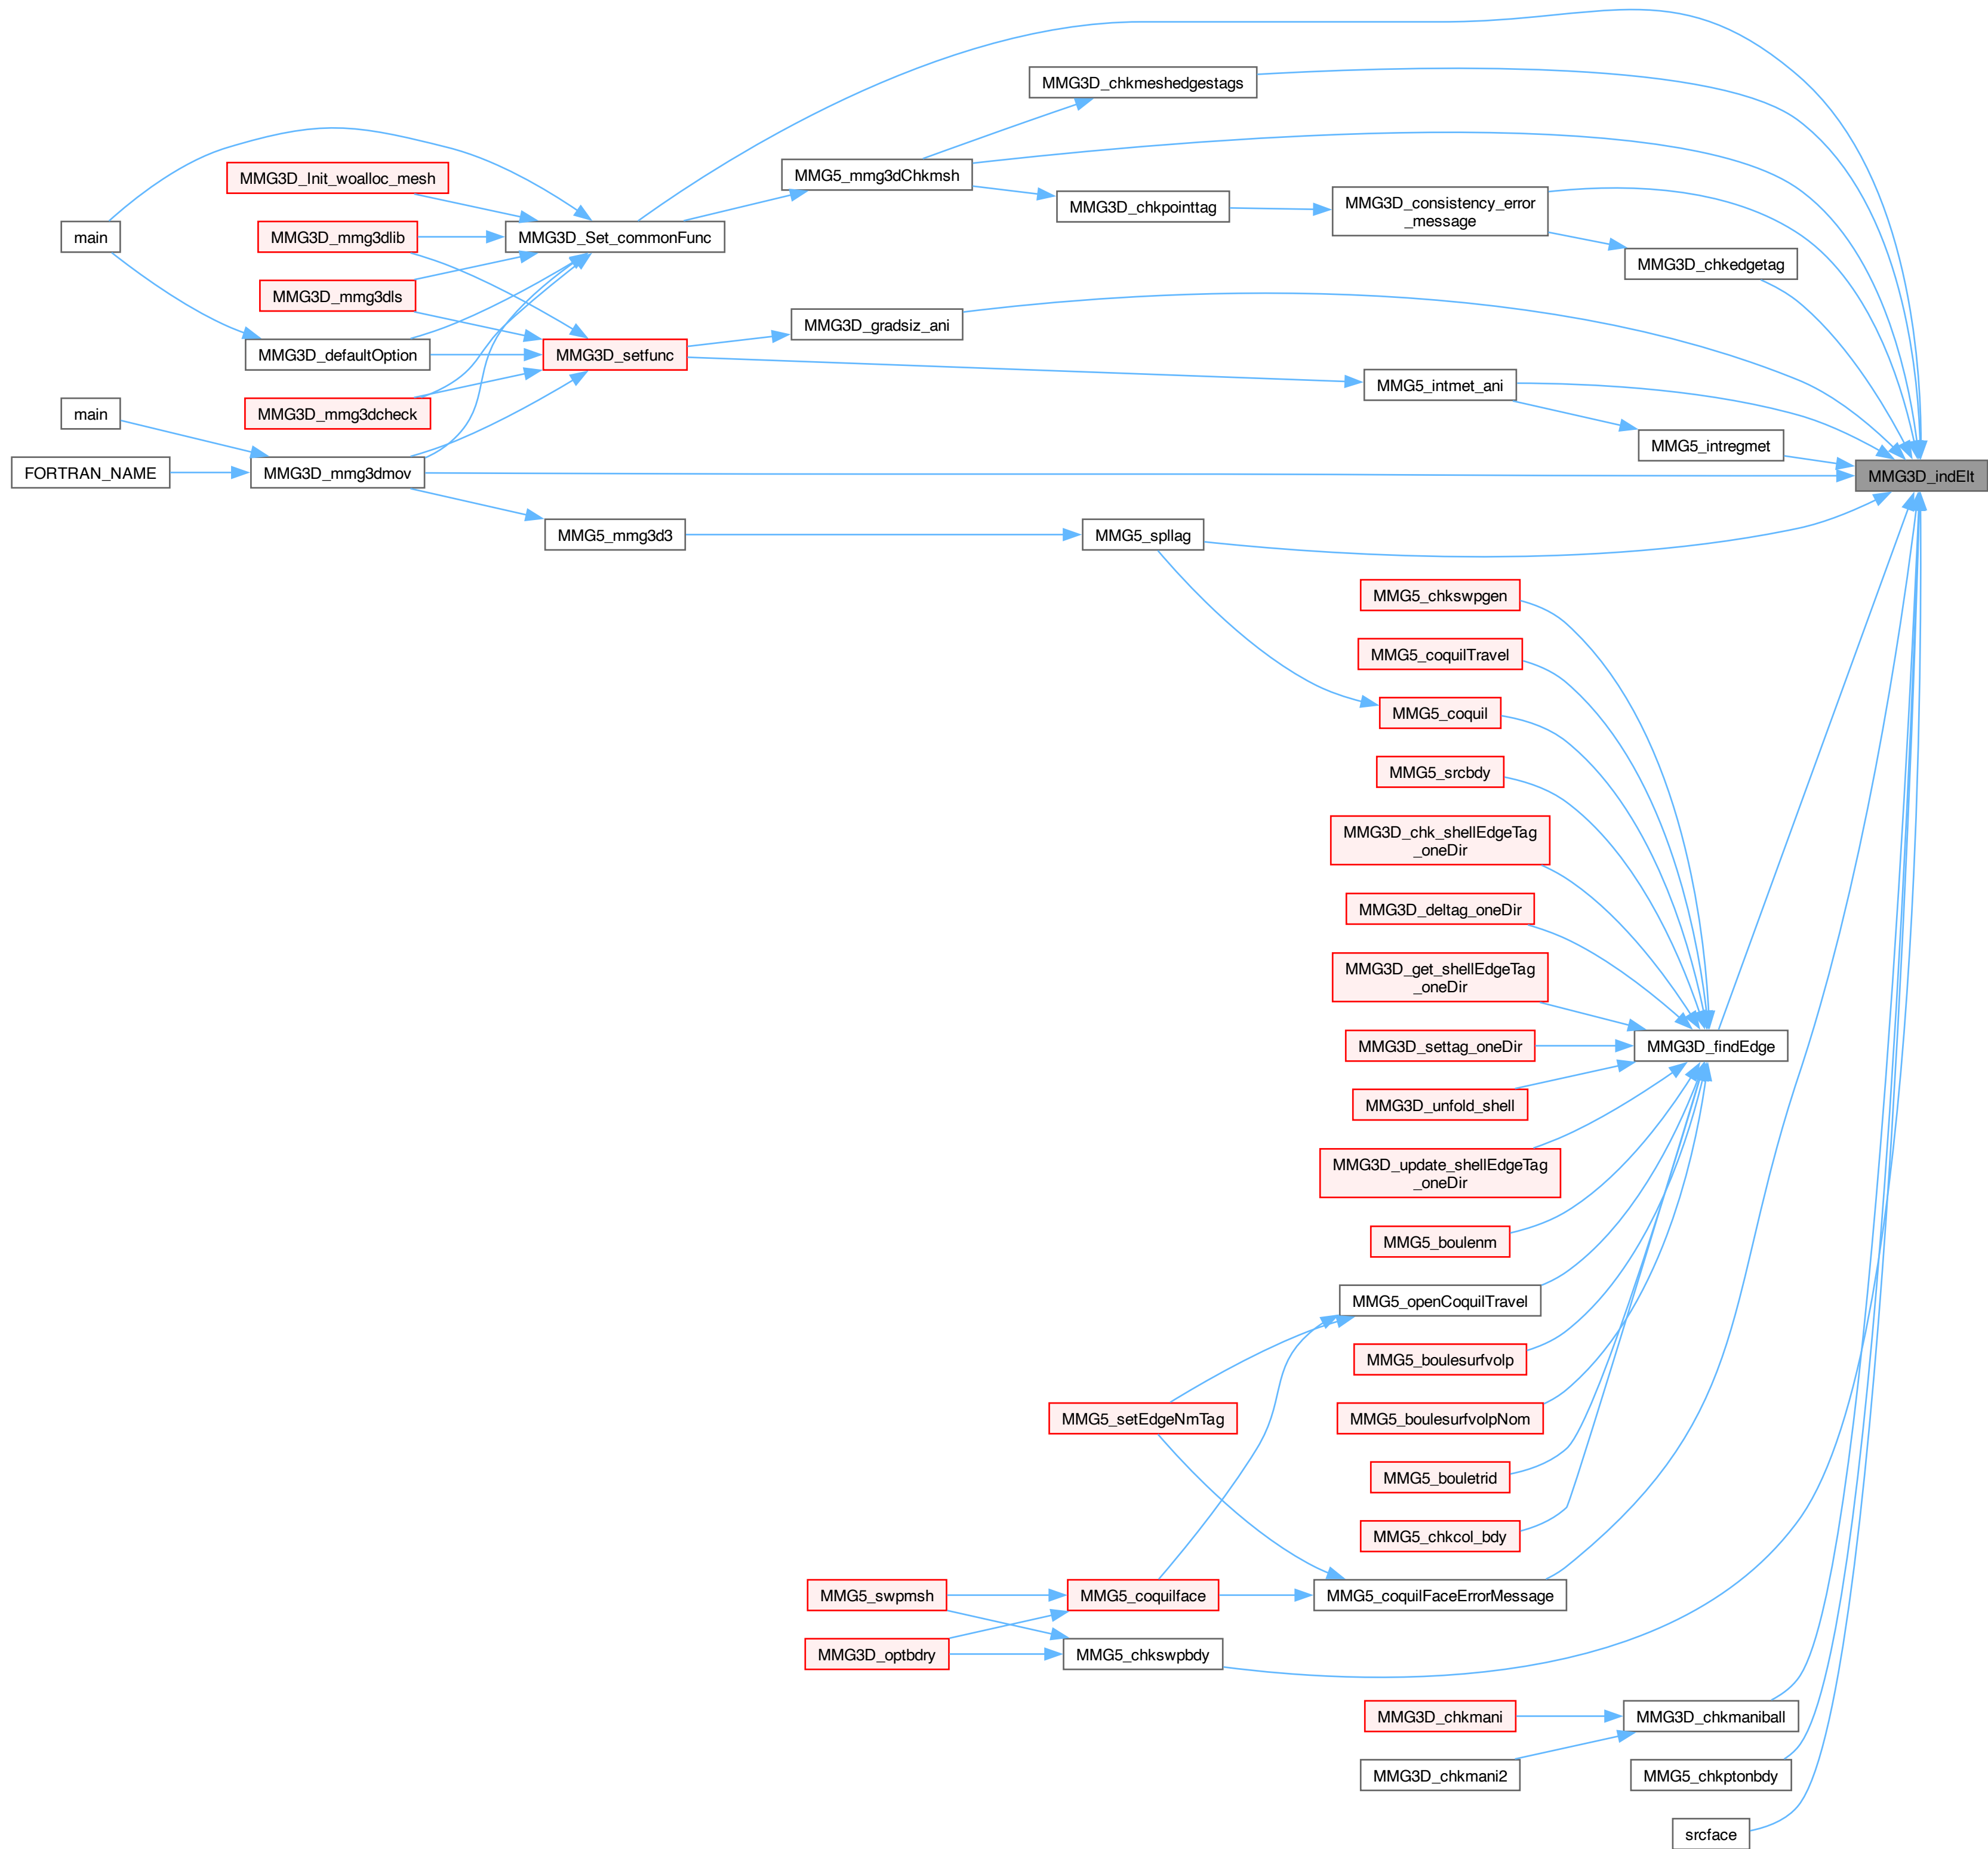 MMG3D_chkmeshedgestags
MMG3D_Init_woalloc_mesh
MMG5_mmg3dChkmsh
MMG3D_chkpointtag
MMG3D_consistency_error
_message
main
MMG3D_mmg3dlib
MMG3D_Set_commonFunc
MMG3D_chkedgetag
MMG3D_mmg3dls
MMG3D_gradsiz_ani
MMG3D_defaultOption
MMG3D_setfunc
MMG5_intmet_ani
main
MMG3D_mmg3dcheck
MMG5_intregmet
FORTRAN_NAME
MMG3D_mmg3dmov
MMG3D_indElt
MMG5_mmg3d3
MMG5_spllag
MMG5_chkswpgen
MMG5_coquilTravel
MMG5_coquil
MMG5_srcbdy
MMG3D_chk_shellEdgeTag
_oneDir
MMG3D_deltag_oneDir
MMG3D_get_shellEdgeTag
_oneDir
MMG3D_settag_oneDir
MMG3D_findEdge
MMG3D_unfold_shell
MMG3D_update_shellEdgeTag
_oneDir
MMG5_boulenm
MMG5_openCoquilTravel
MMG5_boulesurfvolp
MMG5_setEdgeNmTag
MMG5_boulesurfvolpNom
MMG5_bouletrid
MMG5_chkcol_bdy
MMG5_swpmsh
MMG5_coquilface
MMG5_coquilFaceErrorMessage
MMG3D_optbdry
MMG5_chkswpbdy
MMG3D_chkmani
MMG3D_chkmaniball
MMG3D_chkmani2
MMG5_chkptonbdy
srcface